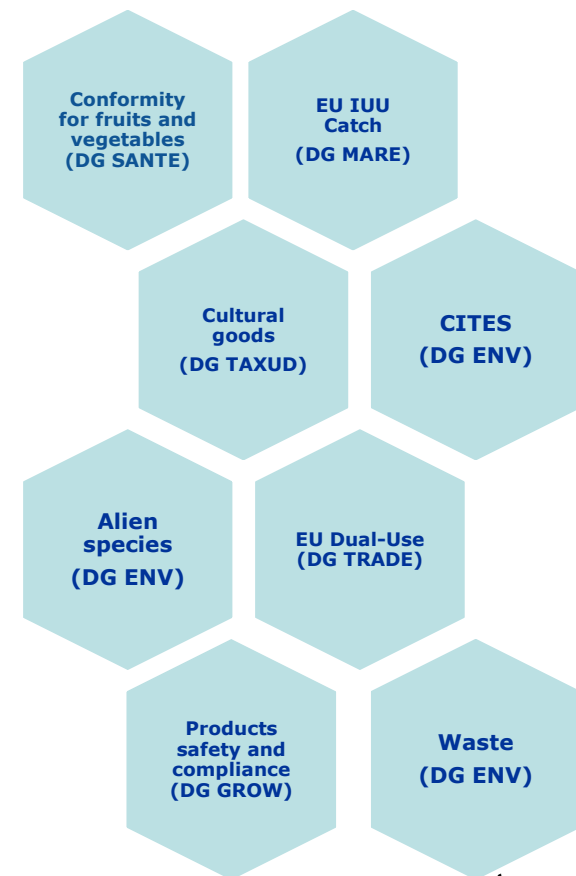 Conformity
for fruits and
vegetables
(DG SANTE)
EU IUU
Catch
(DG MARE)
Cultural
goods
(DG TAXUD)
CITES
(DG ENV)
Alien
species
(DG ENV)
EU Dual-Use
(DG TRADE)
Products
safety and
compliance
(DG GROW)
Waste
(DG ENV)